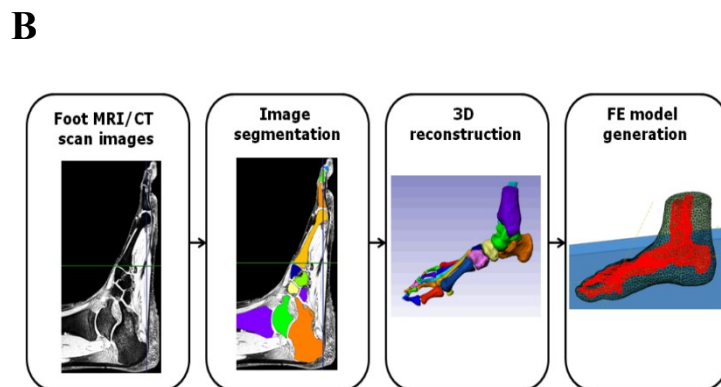 B
Foot MRI/CT
scan images
Image
segmentation
3D
reconstruction
FE model
generation